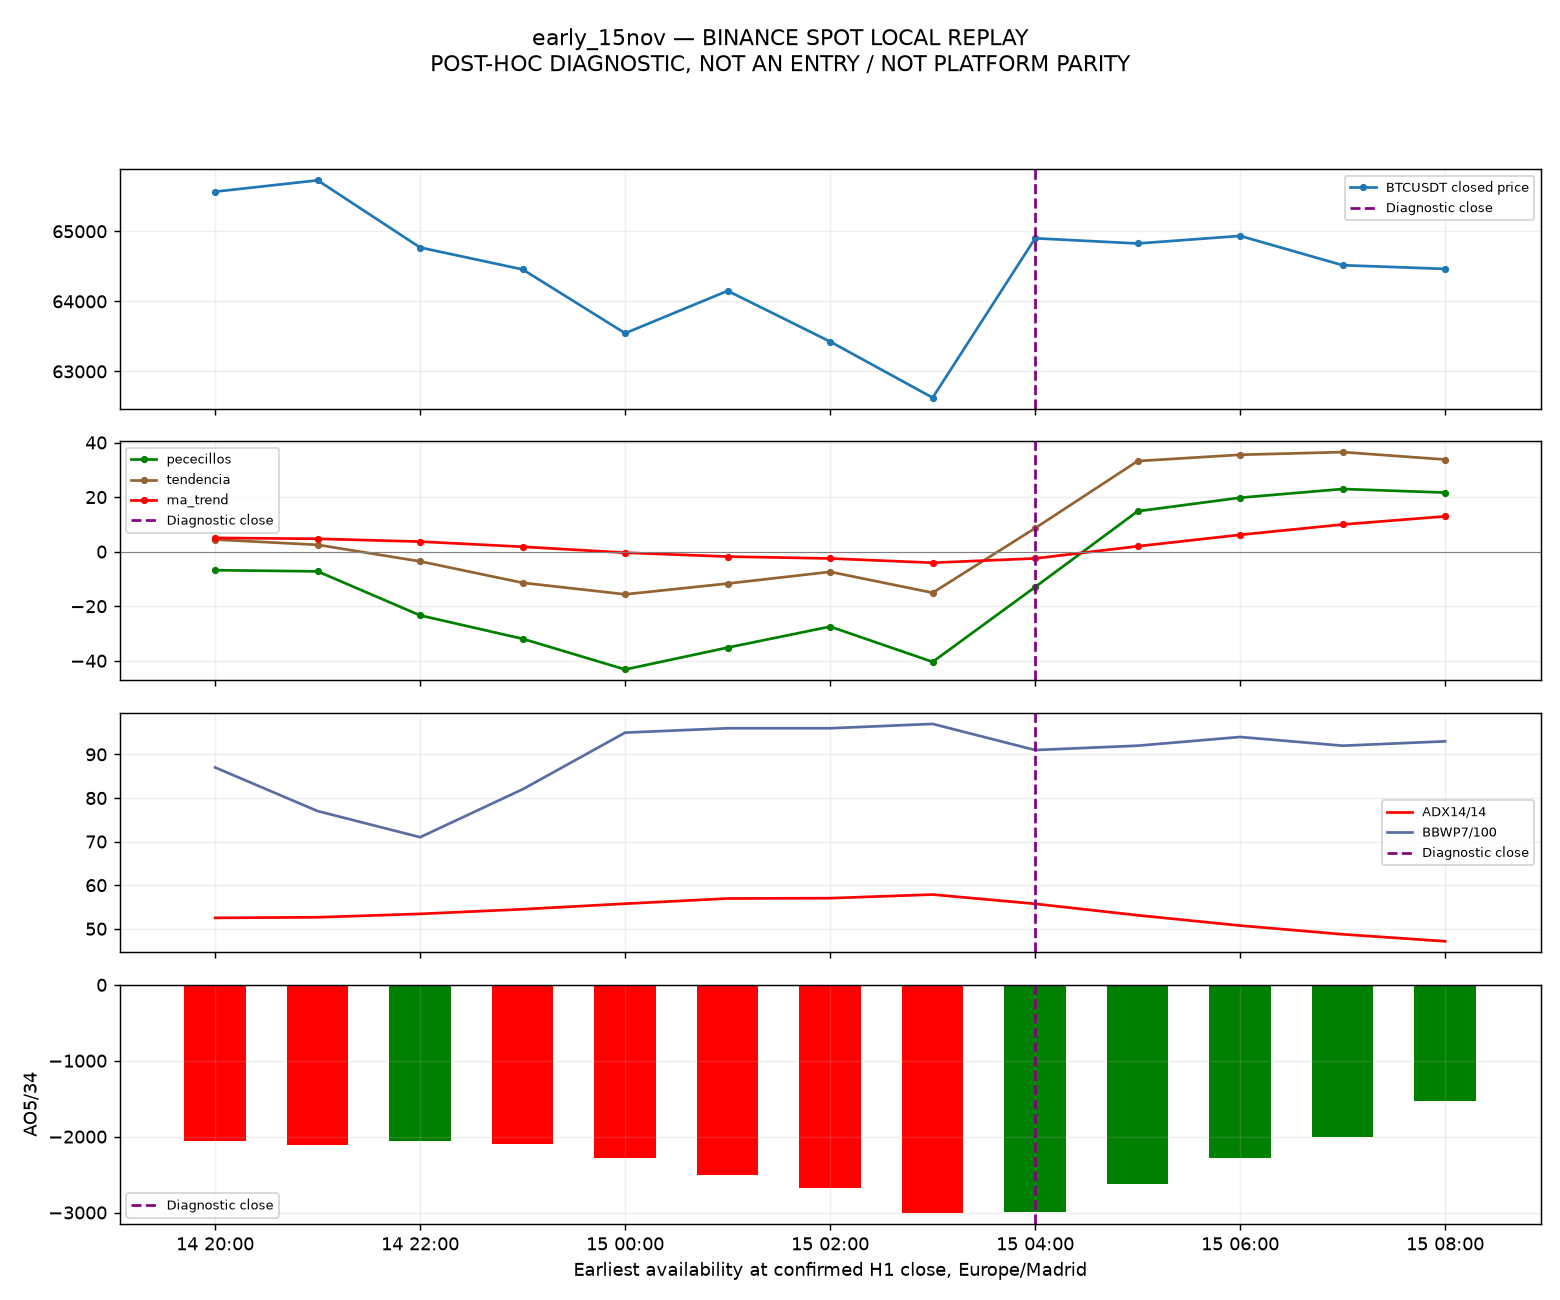 early_15nov — BINANCE SPOT LOCAL REPLAY
POST-HOC DIAGNOSTIC, NOT AN ENTRY / NOT PLATFORM PARITY
BTCUSDT closed price
Diagnostic close
65000
64000
63000
pececillos
tendencia
ma_trend
Diagnostic close
40
20
0
−20
−40
ADX14/14
BBWP7/100
Diagnostic close
90
80
70
60
50
AO5/34
0
−1000
−2000
−3000
Diagnostic close
14 20:00 14 22:00 15 00:00 15 02:00 15 04:00 15 06:00 15 08:00
Earliest availability at confirmed H1 close, Europe/Madrid